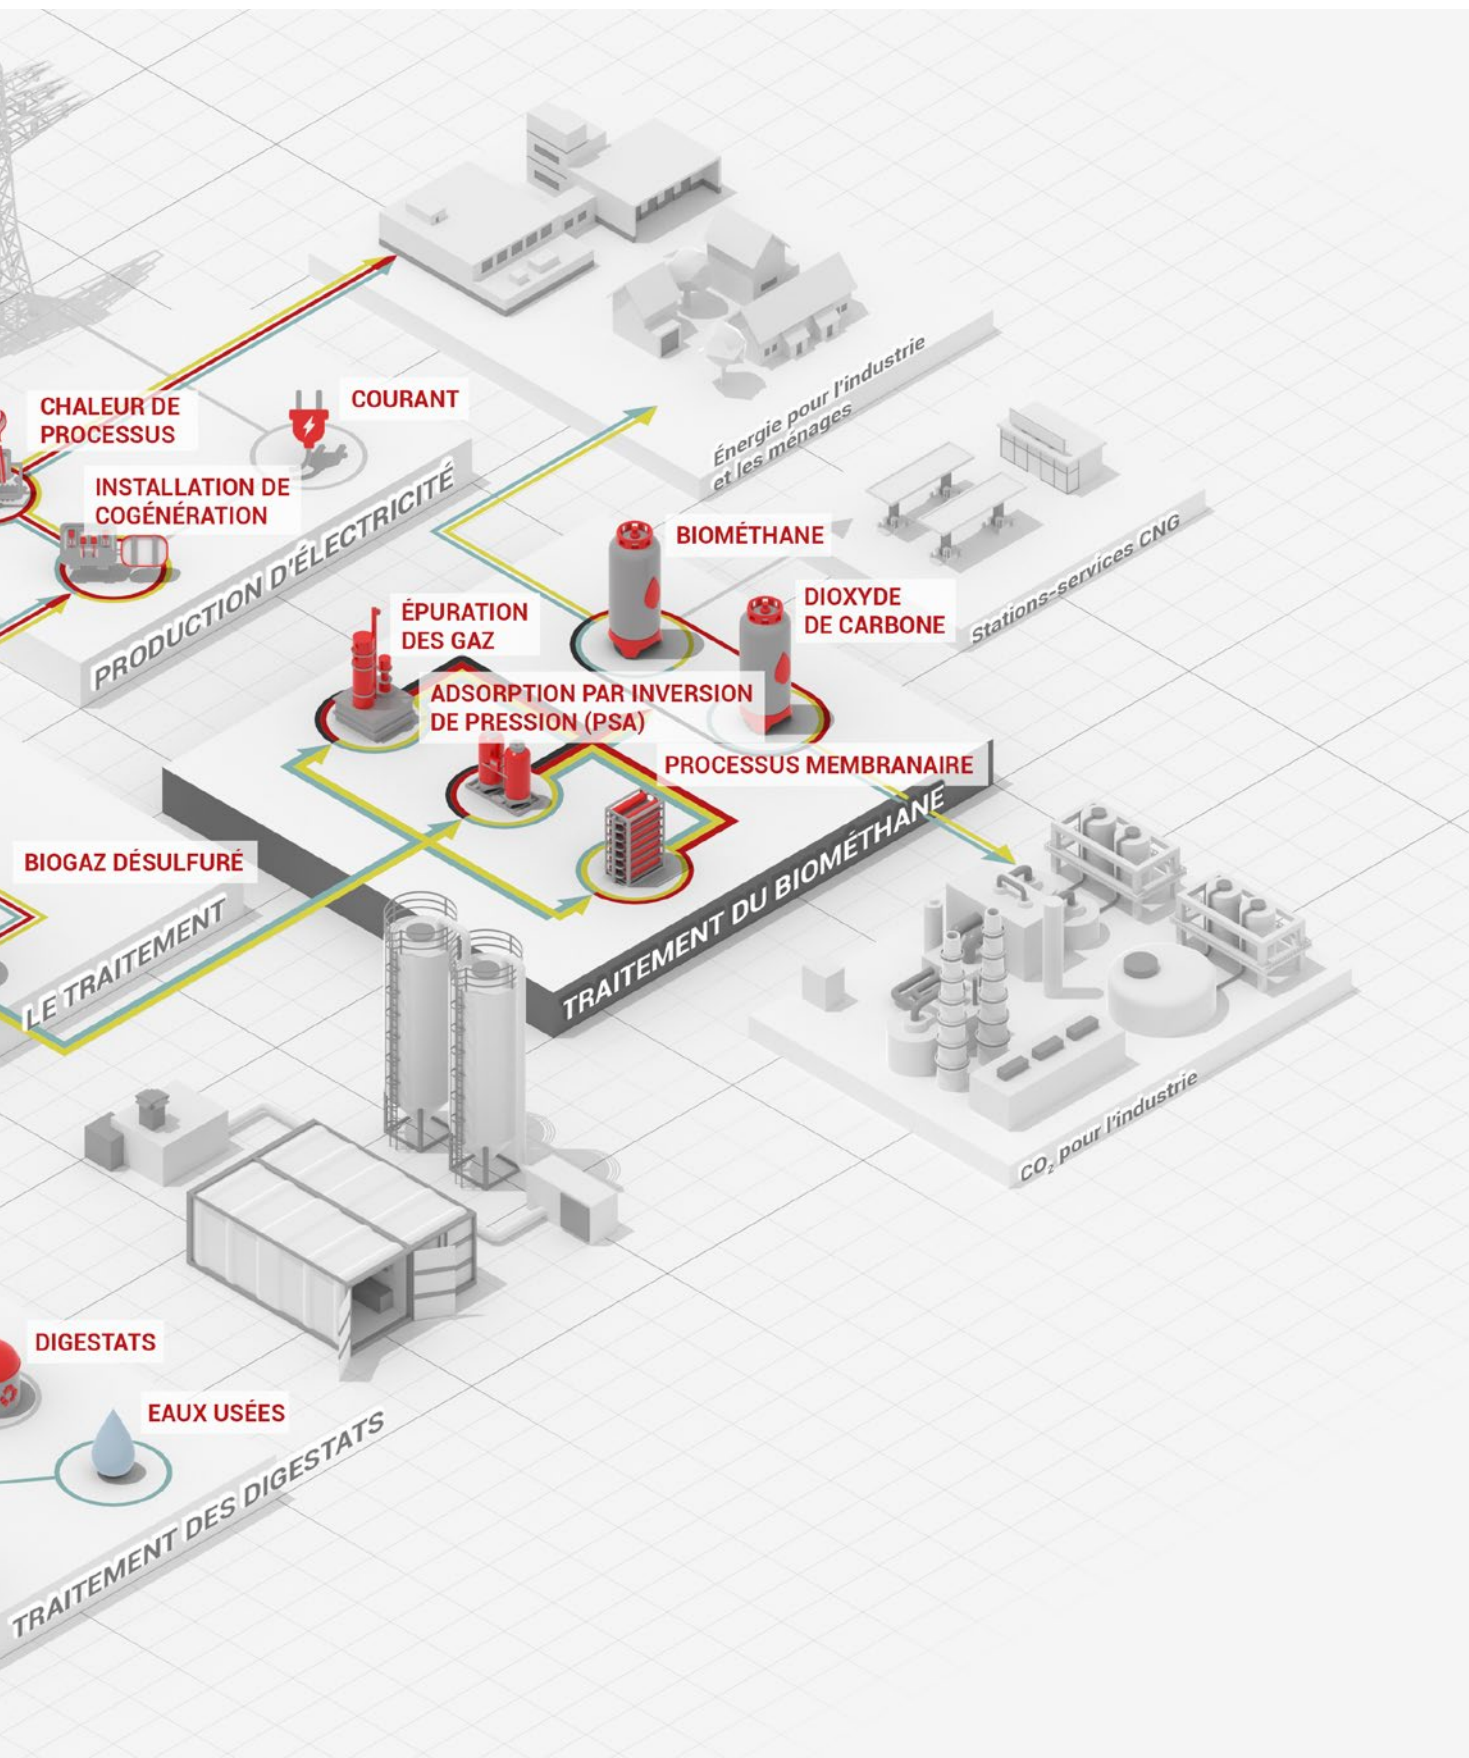 Énergie pour l'industrie
et les ménages
CHALEUR DE
PROCESSUS
COURANT
INSTALLATION DE
COGÉNÉRATION
PRODUCTION D'ÉLECTRICITÉ
BIOMÉTHANE
Stations-services CNG
DIOXYDE
DE CARBONE
ÉPURATION
DES GAZ
ADSORPTION PAR INVERSION
DE PRESSION (PSA)
PROCESSUS MEMBRANAIRE
TRAITEMENT DU BIOMÉTHANE
BIOGAZ DÉSULFURÉ
LE TRAITEMENT
CO₂ pour l'industrie
DIGESTATS
EAUX USÉES
TRAITEMENT DES DIGESTATS